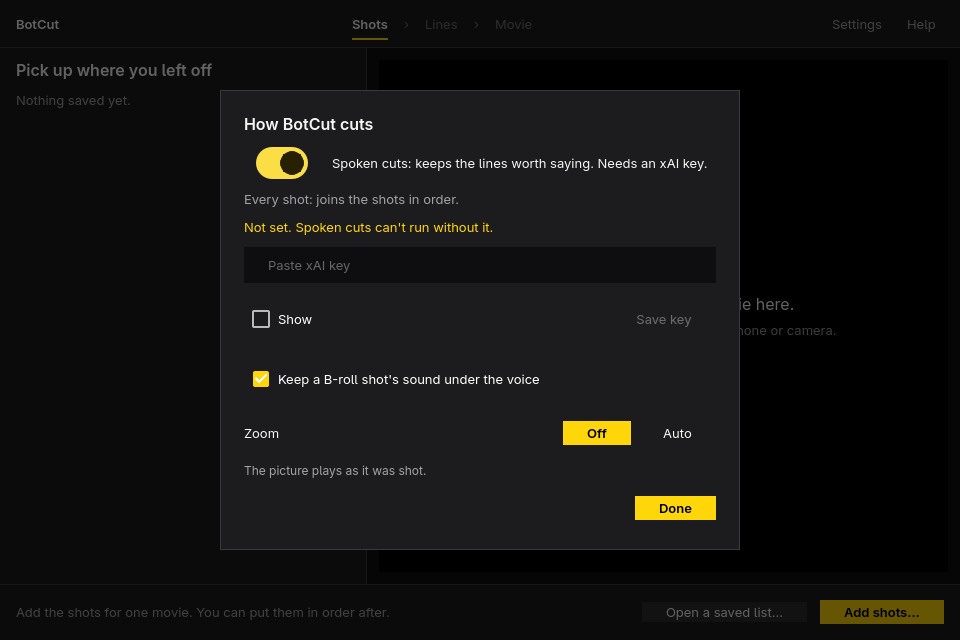 BotCut
Shots › Lines › Movie
Settings Help
Pick up where you left off
Nothing saved yet.
How BotCut cuts
Spoken cuts: keeps the lines worth saying. Needs an xAI key.
Every shot: joins the shots in order.
Not set. Spoken cuts can't run without it.
Paste xAI key
Show
Save key
Keep a B-roll shot's sound under the voice
Zoom
Off
Auto
The picture plays as it was shot.
Done
here.
or camera.
Add the shots for one movie. You can put them in order after.
Open a saved list...
Add shots...